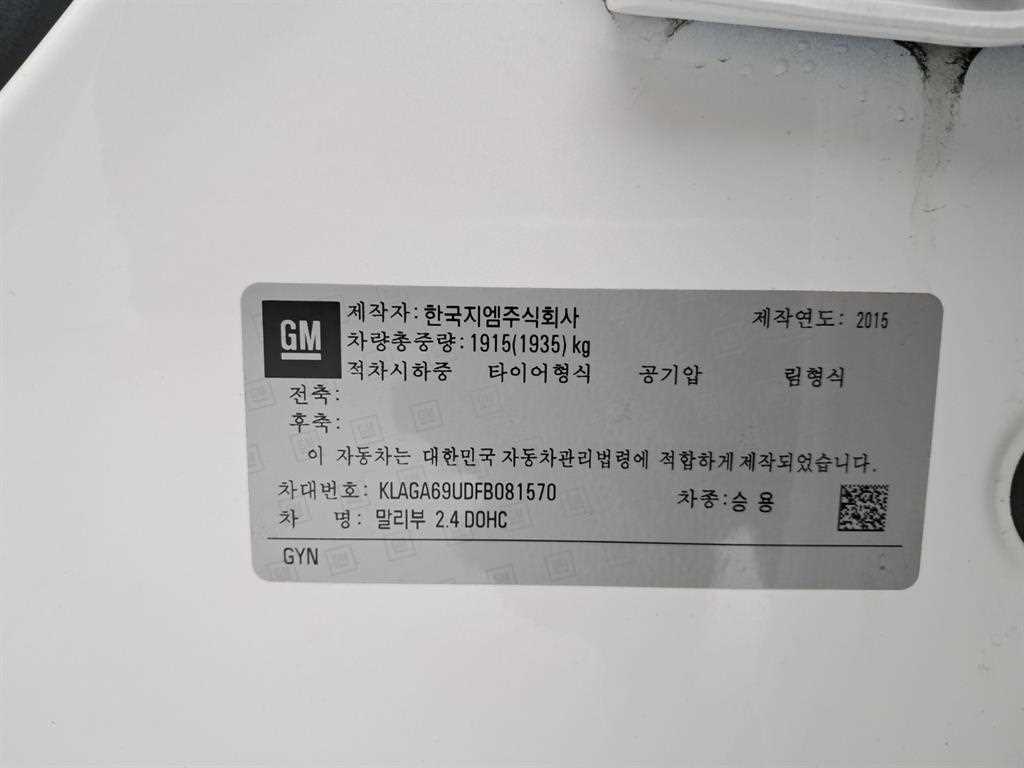 GM
제작자: 한국지엠주식회사 제작연도: 2015
차량총중량: 1915(1935) kg
적차시하중 타이어형식 공기압 림형식
전축:
후축:
이 자동차는 대한민국 자동차관리법령에 적합하게 제작되었습니다.
차대번호: KLAGA69UDFB081570 차종: 승 용
차 명: 말리부 2.4 DOHC
GYN